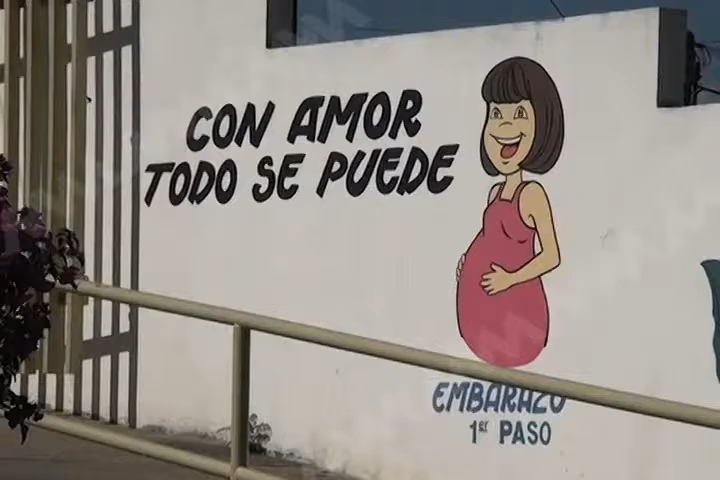 CON AMOR
TODO SE PUEDE
EMBARAZO
1er PASO